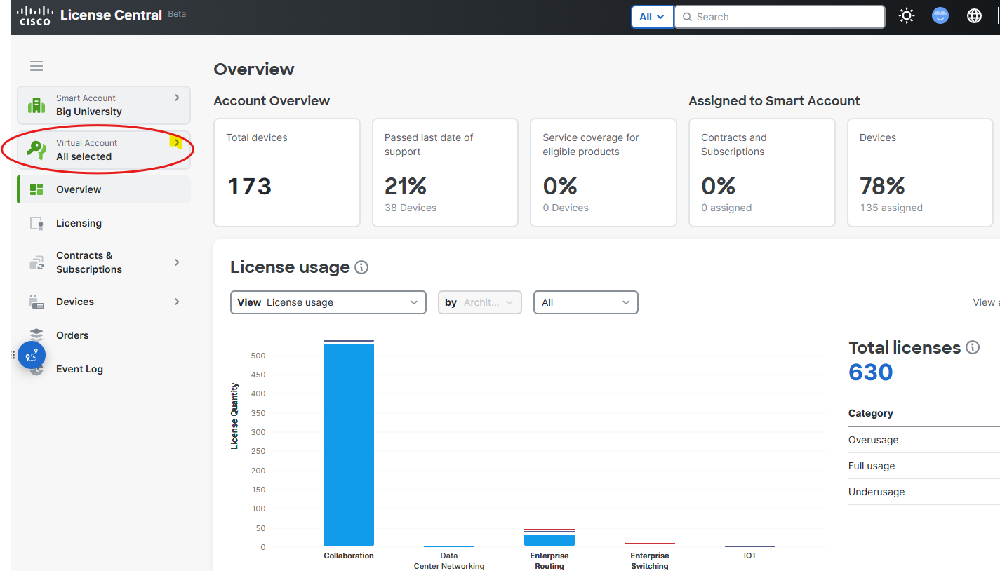 CISCO License Central Beta
All
Search
Smart Account
Big University
Virtual Account
All selected
Overview
Licensing
Contracts &
Subscriptions
Devices
Orders
Event Log
Overview
Account Overview
Total devices
173
Passed last date of
support
21%
38 Devices
Service coverage for
eligible products
0%
0 Devices
Assigned to Smart Account
Contracts and
Subscriptions
0%
0 assigned
Devices
78%
135 assigned
License usage
View License usage
by Archit...
All
View
License Quantity
500
450
400
350
300
250
200
150
100
50
0
Collaboration
Data
Center Networking
Enterprise
Routing
Enterprise
Switching
IOT
Total licenses
630
Category
Overusage
Full usage
Underusage